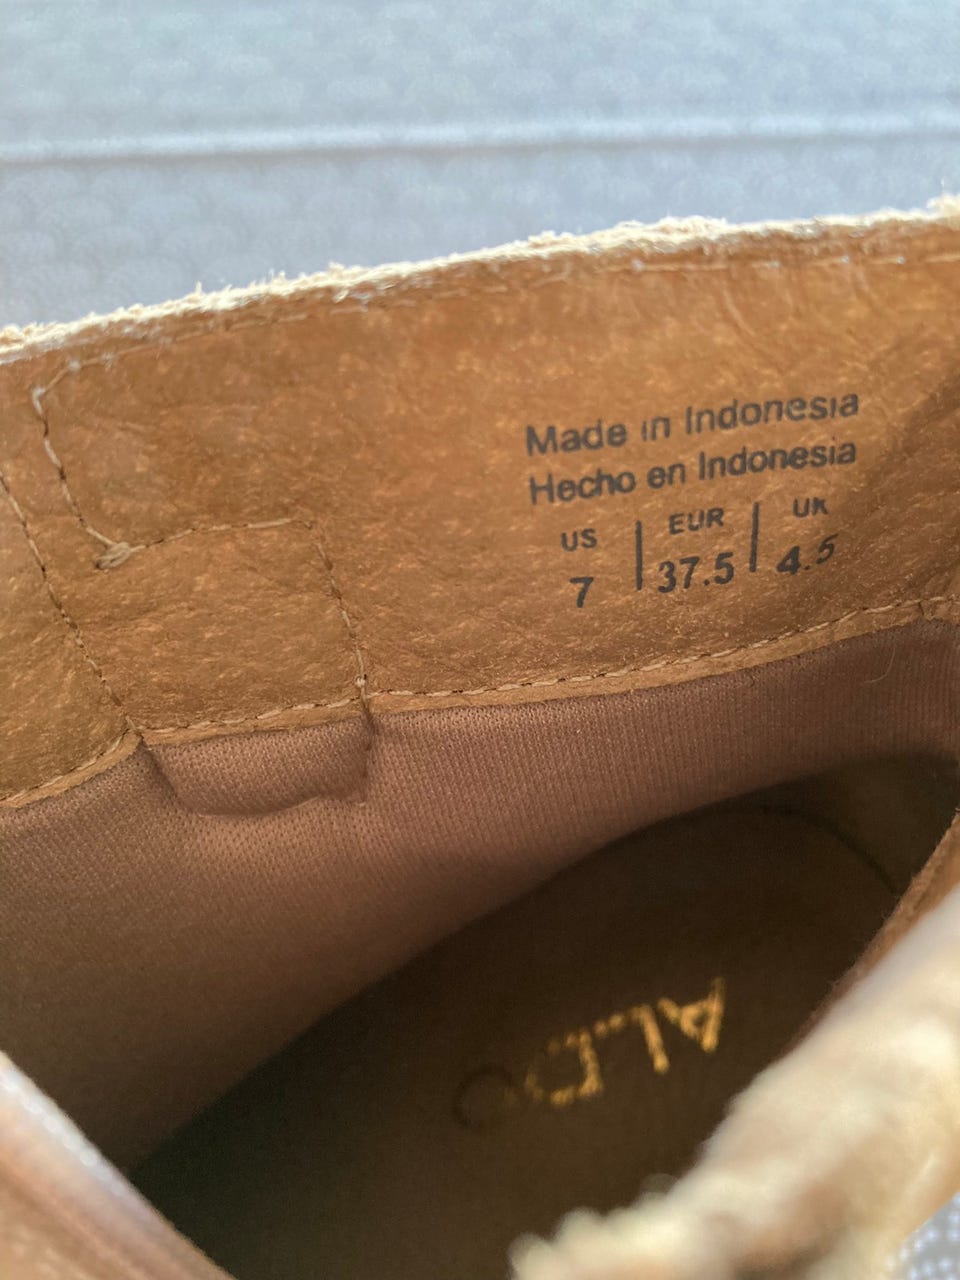 Made in Indonesia
Hecho en Indonesia
US | EUR | UK
7 | 37.5 | 4.5
ALDO